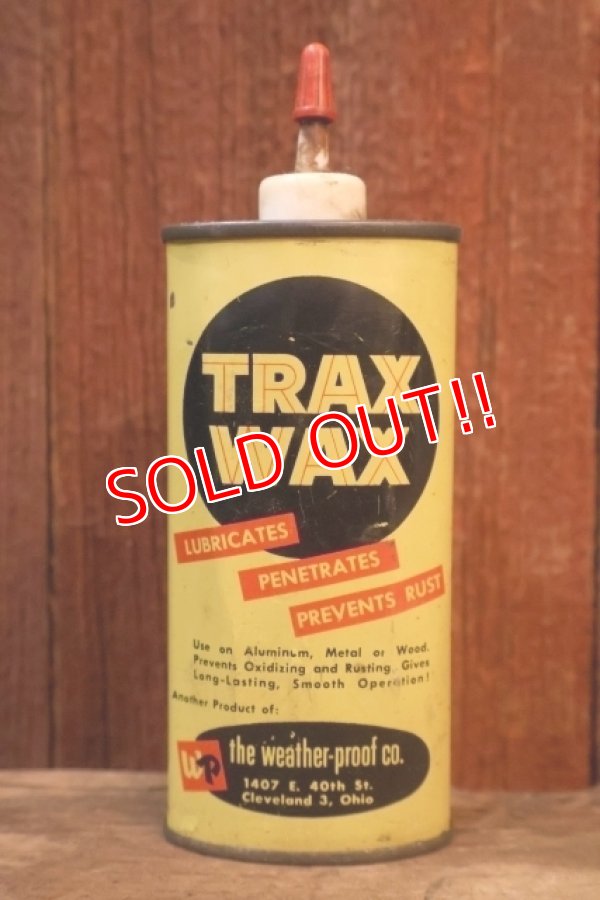 TRAX
WAX
SOLD OUT!!
LUBRICATES
PENETRATES
PREVENTS RUST
Use on Aluminum, Metal or Wood.
Prevents Oxidizing and Rusting. Gives
Long-Lasting, Smooth Operation!
Another Product of:
WP
the weather-proof co.
1407 E. 40th St.
Cleveland 3, Ohio